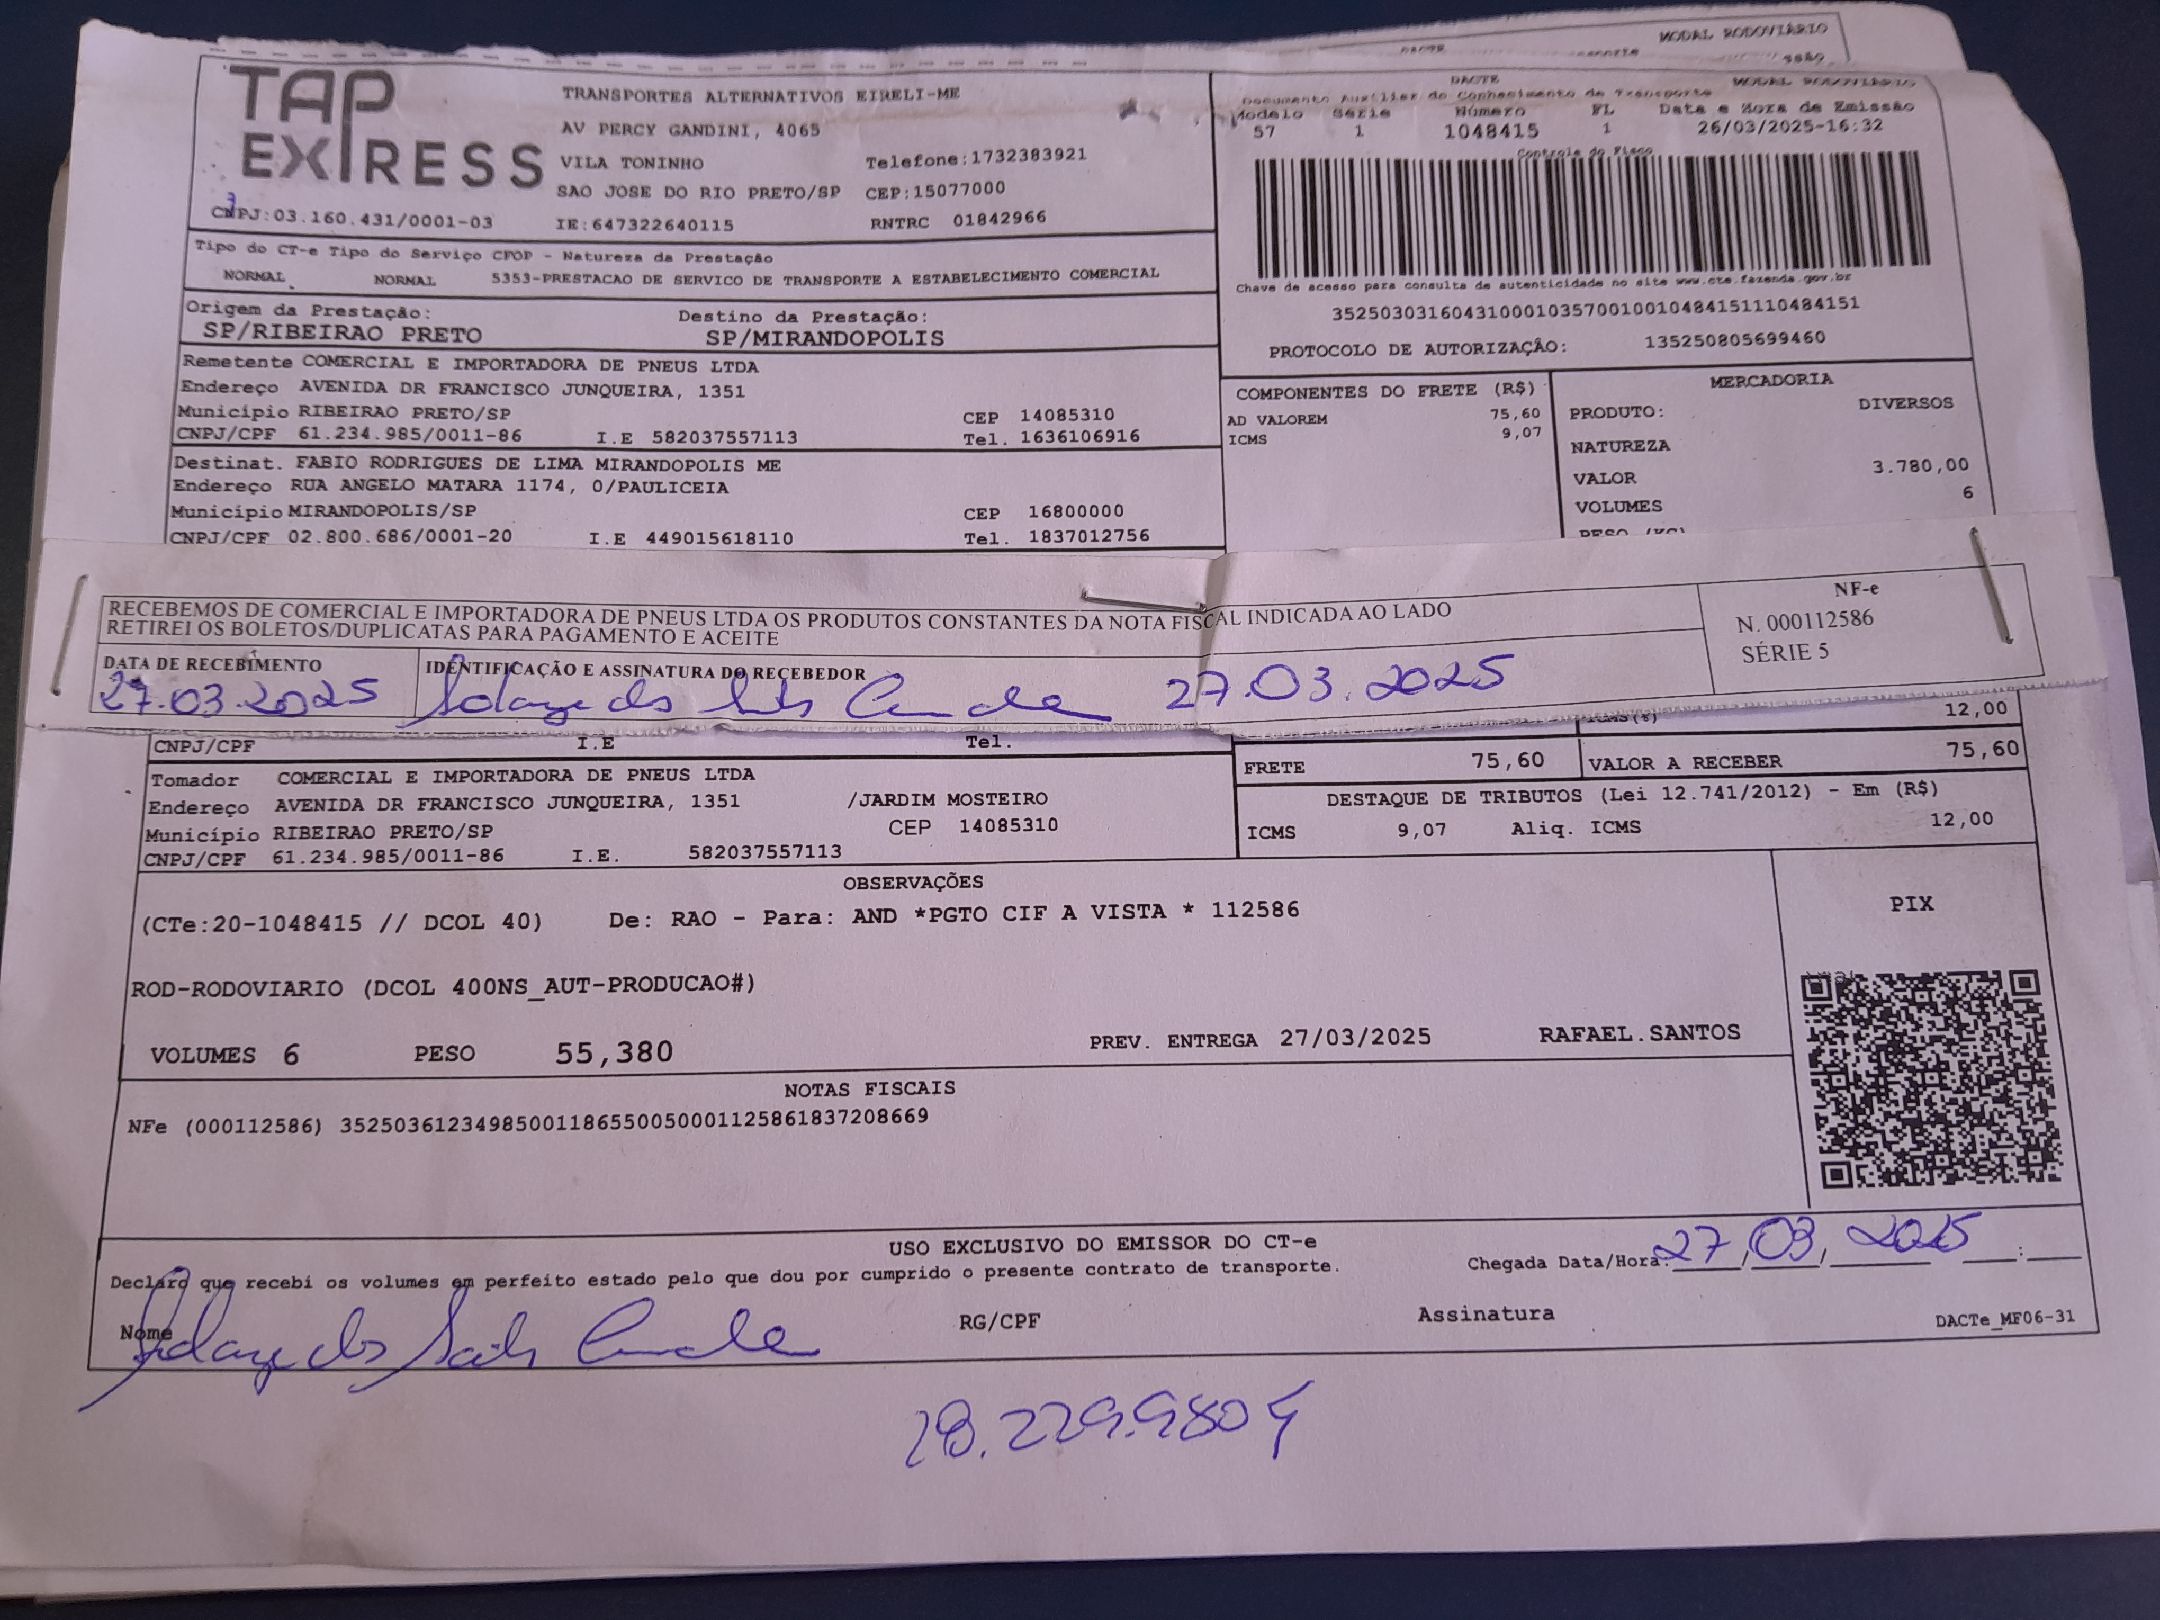 MODAL RODOVIÁRIO
DACTE
TAP EXPRESS
TRANSPORTES ALTERNATIVOS EIRELI-ME
AV PERCY GANDINI, 4065
VILA TONINHO Telefone:1732383921
SAO JOSE DO RIO PRETO/SP CEP:15077000
CNPJ:03.160.431/0001-03 IE:647322640115 RNTRC 01842966
DACTE MODAL RODOVIÁRIO
Documento Auxiliar do Conhecimento de Transporte
Modelo Série Número FL Data e Hora de Emissão
57 1 1048415 1 26/03/2025-16:32
Controle do Fisco
Chave de acesso para consulta de autenticidade no site www.cte.fazenda.gov.br
35250303160431000103570010010484151110484151
PROTOCOLO DE AUTORIZAÇÃO: 135250805699460
Tipo do CT-e Tipo do Serviço CFOP - Natureza da Prestação
NORMAL NORMAL 5353-PRESTACAO DE SERVICO DE TRANSPORTE A ESTABELECIMENTO COMERCIAL
Origem da Prestação: Destino da Prestação:
SP/RIBEIRAO PRETO SP/MIRANDOPOLIS
Remetente COMERCIAL E IMPORTADORA DE PNEUS LTDA
Endereço AVENIDA DR FRANCISCO JUNQUEIRA, 1351
Município RIBEIRAO PRETO/SP CEP 14085310
CNPJ/CPF 61.234.985/0011-86 I.E 582037557113 Tel. 1636106916
Destinat. FABIO RODRIGUES DE LIMA MIRANDOPOLIS ME
Endereço RUA ANGELO MATARA 1174, 0/PAULICEIA
Município MIRANDOPOLIS/SP CEP 16800000
CNPJ/CPF 02.800.686/0001-20 I.E 449015618110 Tel. 1837012756
COMPONENTES DO FRETE (R$)
AD VALOREM 75,60
ICMS 9,07
MERCADORIA
PRODUTO: DIVERSOS
NATUREZA
VALOR 3.780,00
VOLUMES 6
PESO (KG)
RECEBEMOS DE COMERCIAL E IMPORTADORA DE PNEUS LTDA OS PRODUTOS CONSTANTES DA NOTA FISCAL INDICADA AO LADO
RETIREI OS BOLETOS/DUPLICATAS PARA PAGAMENTO E ACEITE
DATA DE RECEBIMENTO IDENTIFICAÇÃO E ASSINATURA DO RECEBEDOR
27.03.2025 27.03.2025
NF-e
N. 000112586
SÉRIE 5
ICMS(%) 12,00
CNPJ/CPF I.E Tel.
FRETE 75,60 VALOR A RECEBER 75,60
Tomador COMERCIAL E IMPORTADORA DE PNEUS LTDA
Endereço AVENIDA DR FRANCISCO JUNQUEIRA, 1351 /JARDIM MOSTEIRO
Município RIBEIRAO PRETO/SP CEP 14085310
CNPJ/CPF 61.234.985/0011-86 I.E. 582037557113
DESTAQUE DE TRIBUTOS (Lei 12.741/2012) - Em (R$)
ICMS 9,07 Aliq. ICMS 12,00
OBSERVAÇÕES
(CTe:20-1048415 // DCOL 40) De: RAO - Para: AND *PGTO CIF A VISTA * 112586
ROD-RODOVIARIO (DCOL 400NS_AUT-PRODUCAO#)
VOLUMES 6 PESO 55,380 PREV. ENTREGA 27/03/2025 RAFAEL.SANTOS
PIX
NOTAS FISCAIS
NFe (000112586) 35250361234985001186550050001125861837208669
USO EXCLUSIVO DO EMISSOR DO CT-e
Declaro que recebi os volumes em perfeito estado pelo que dou por cumprido o presente contrato de transporte.
Chegada Data/Hora: 27/03/2025 :
Nome RG/CPF Assinatura
DACTe_MF06-31